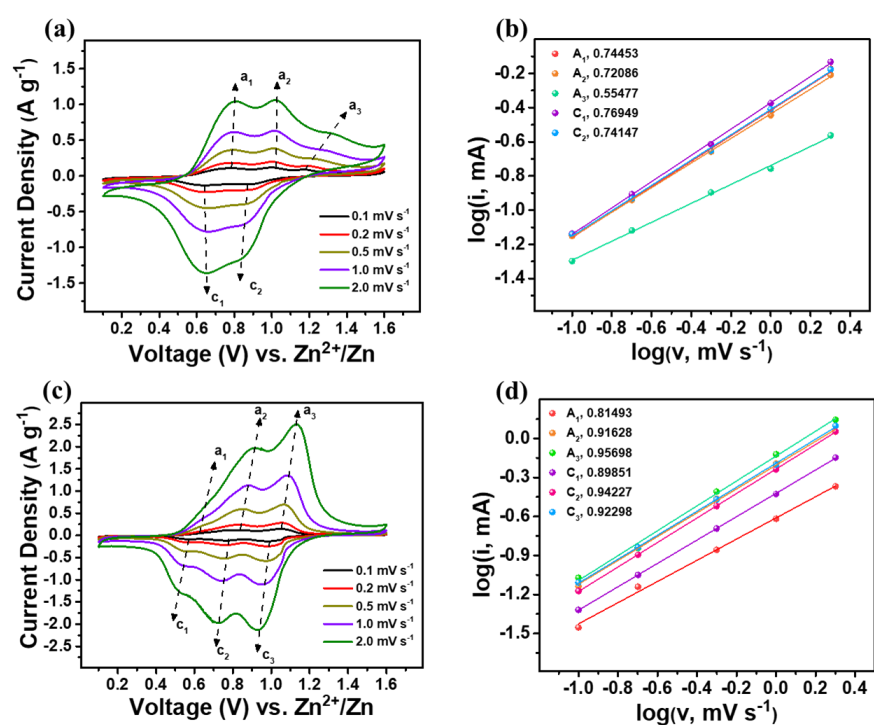 (a)
Current Density (A g⁻¹)
1.5
1.0
0.5
0.0
-0.5
-1.0
-1.5
a₁
a₂
a₃
c₁
c₂
0.1 mV s⁻¹
0.2 mV s⁻¹
0.5 mV s⁻¹
1.0 mV s⁻¹
2.0 mV s⁻¹
0.2 0.4 0.6 0.8 1.0 1.2 1.4 1.6
Voltage (V) vs. Zn²⁺/Zn
(b)
log(i, mA)
-0.2
-0.4
-0.6
-0.8
-1.0
-1.2
-1.4
A₁, 0.74453
A₂, 0.72086
A₃, 0.55477
C₁, 0.76949
C₂, 0.74147
-1.0 -0.8 -0.6 -0.4 -0.2 0.0 0.2 0.4
log(v, mV s⁻¹)
(c)
Current Density (A g⁻¹)
2.5
2.0
1.5
1.0
0.5
0.0
-0.5
-1.0
-1.5
-2.0
-2.5
a₁
a₂
a₃
c₁
c₂
c₃
0.1 mV s⁻¹
0.2 mV s⁻¹
0.5 mV s⁻¹
1.0 mV s⁻¹
2.0 mV s⁻¹
0.2 0.4 0.6 0.8 1.0 1.2 1.4 1.6
Voltage (V) vs. Zn²⁺/Zn
(d)
log(i, mA)
0.0
-0.3
-0.6
-0.9
-1.2
-1.5
A₁, 0.81493
A₂, 0.91628
A₃, 0.95698
C₁, 0.89851
C₂, 0.94227
C₃, 0.92298
-1.0 -0.8 -0.6 -0.4 -0.2 0.0 0.2 0.4
log(v, mV s⁻¹)